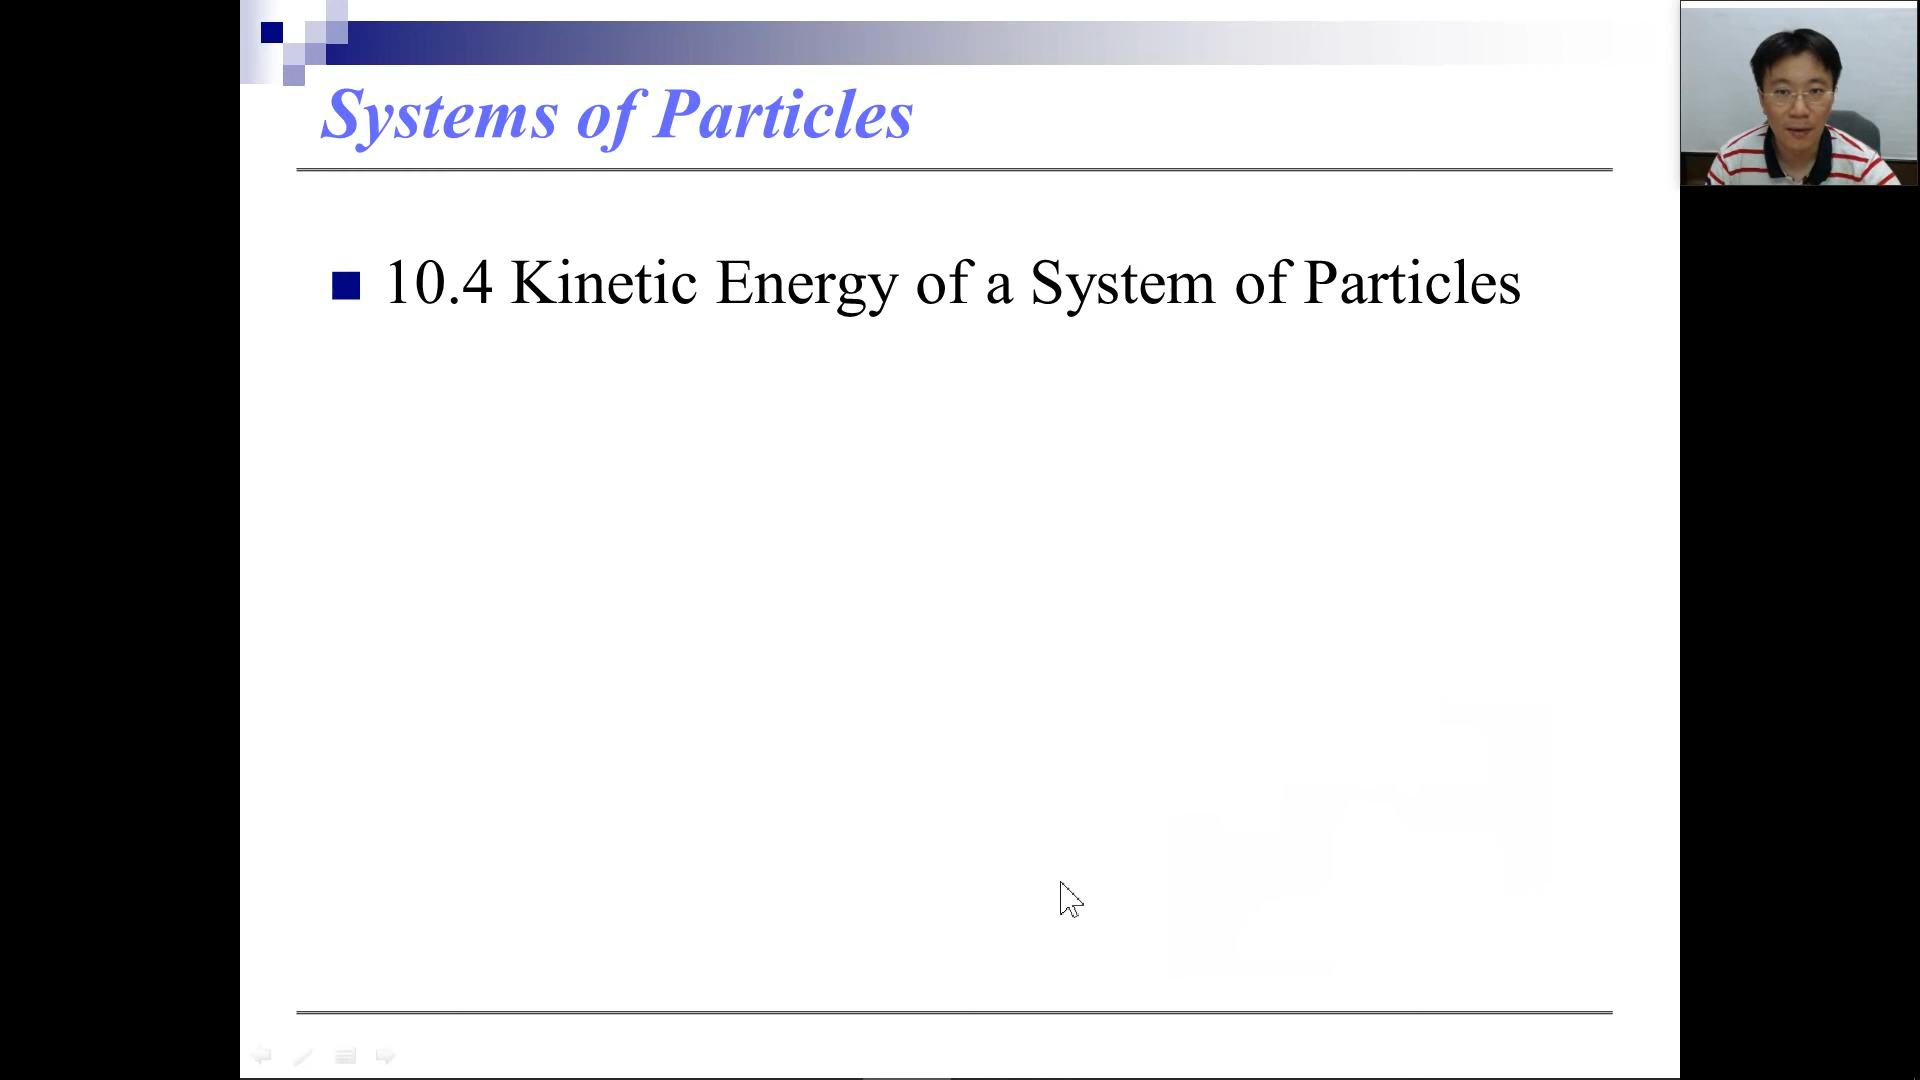 Systems of Particles
10.4 Kinetic Energy of a System of Particles